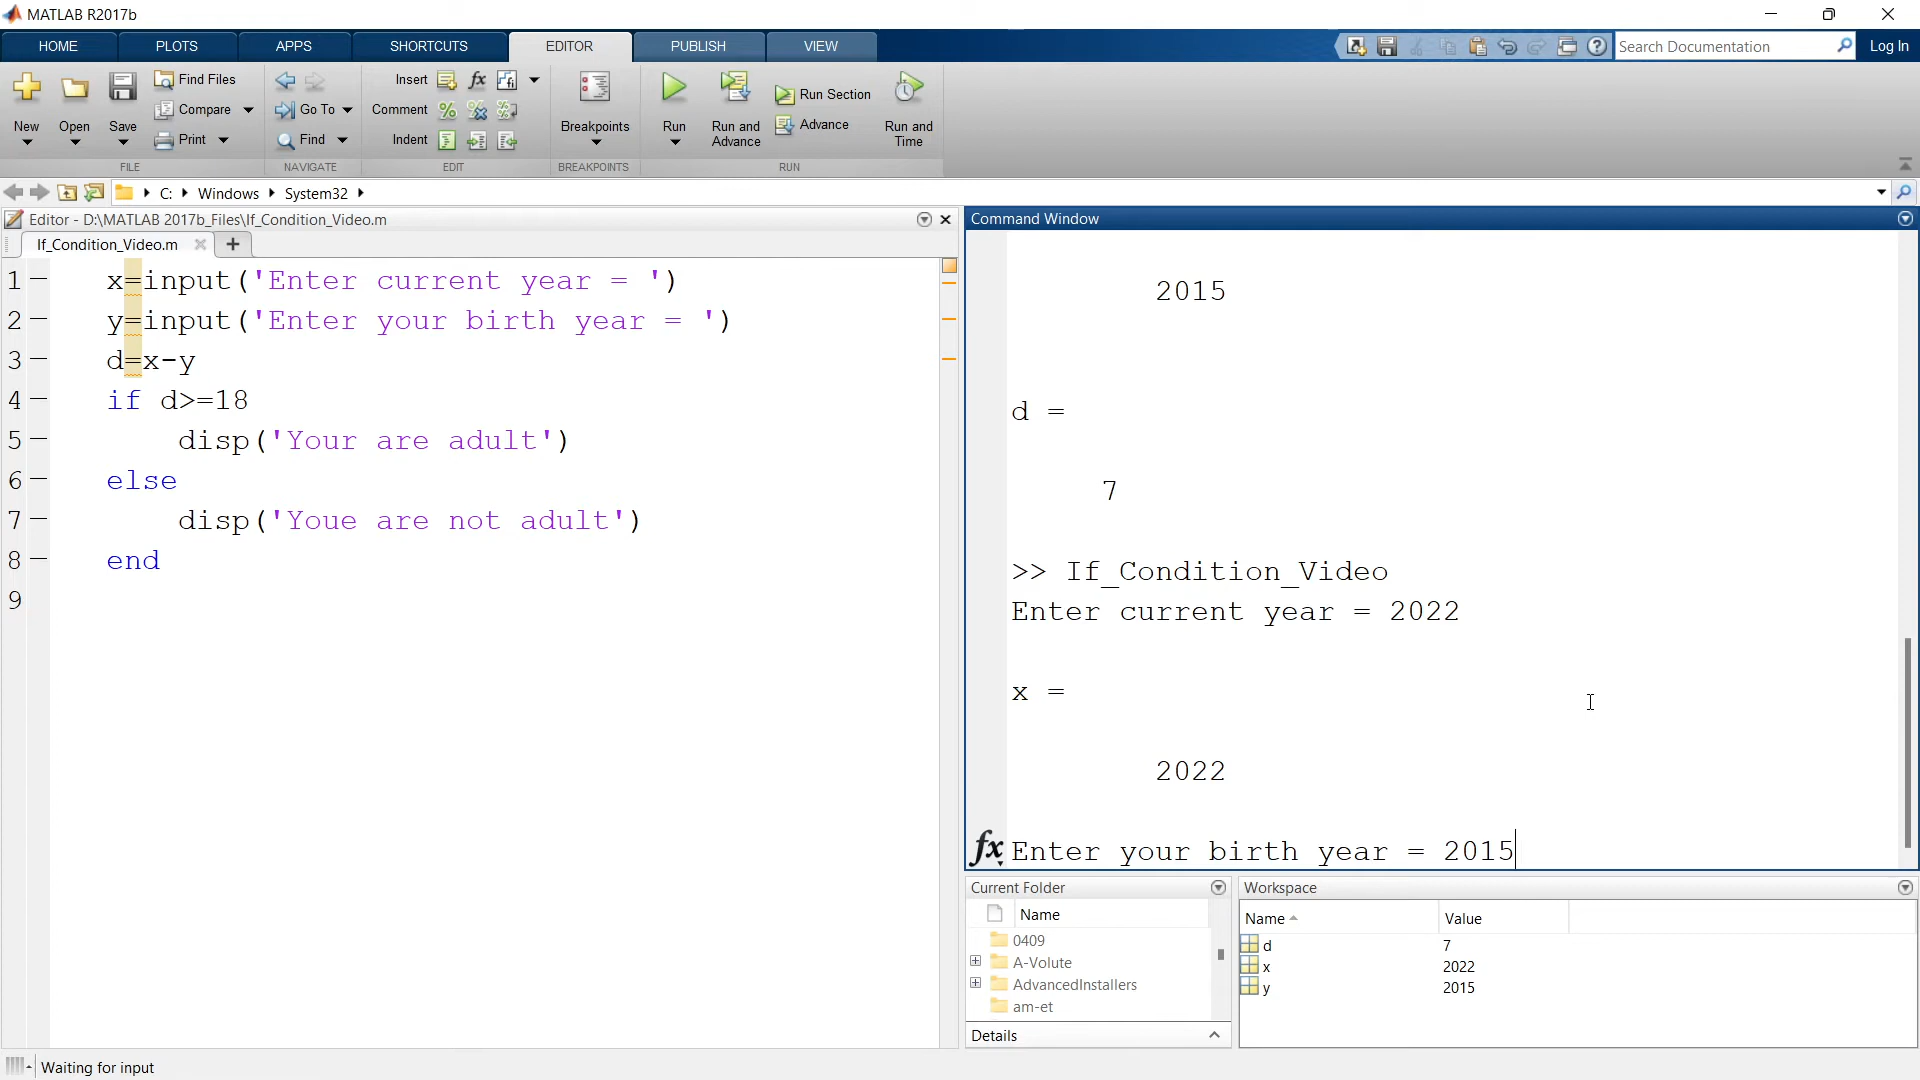 MATLAB R2017b
HOME PLOTS APPS SHORTCUTS EDITOR PUBLISH VIEW Search Documentation Log In
New Open Save Find Files Compare Print
Go To Find
Insert fx
Comment
Indent
Breakpoints
Run Run and Advance Run Section Advance Run and Time
FILE NAVIGATE EDIT BREAKPOINTS RUN
C: Windows System32
Editor - D:\MATLAB 2017b_Files\If_Condition_Video.m
If_Condition_Video.m
1 x=input('Enter current year = ')
2 y=input('Enter your birth year = ')
3 d=x-y
4 if d>=18
5 disp('Your are adult')
6 else
7 disp('Youe are not adult')
8 end
9
Command Window
2015
d =
7
>> If_Condition_Video
Enter current year = 2022
x =
2022
fx Enter your birth year = 2015
Current Folder
Name
0409
A-Volute
AdvancedInstallers
am-et
Details
Workspace
Name Value
d 7
x 2022
y 2015
Waiting for input